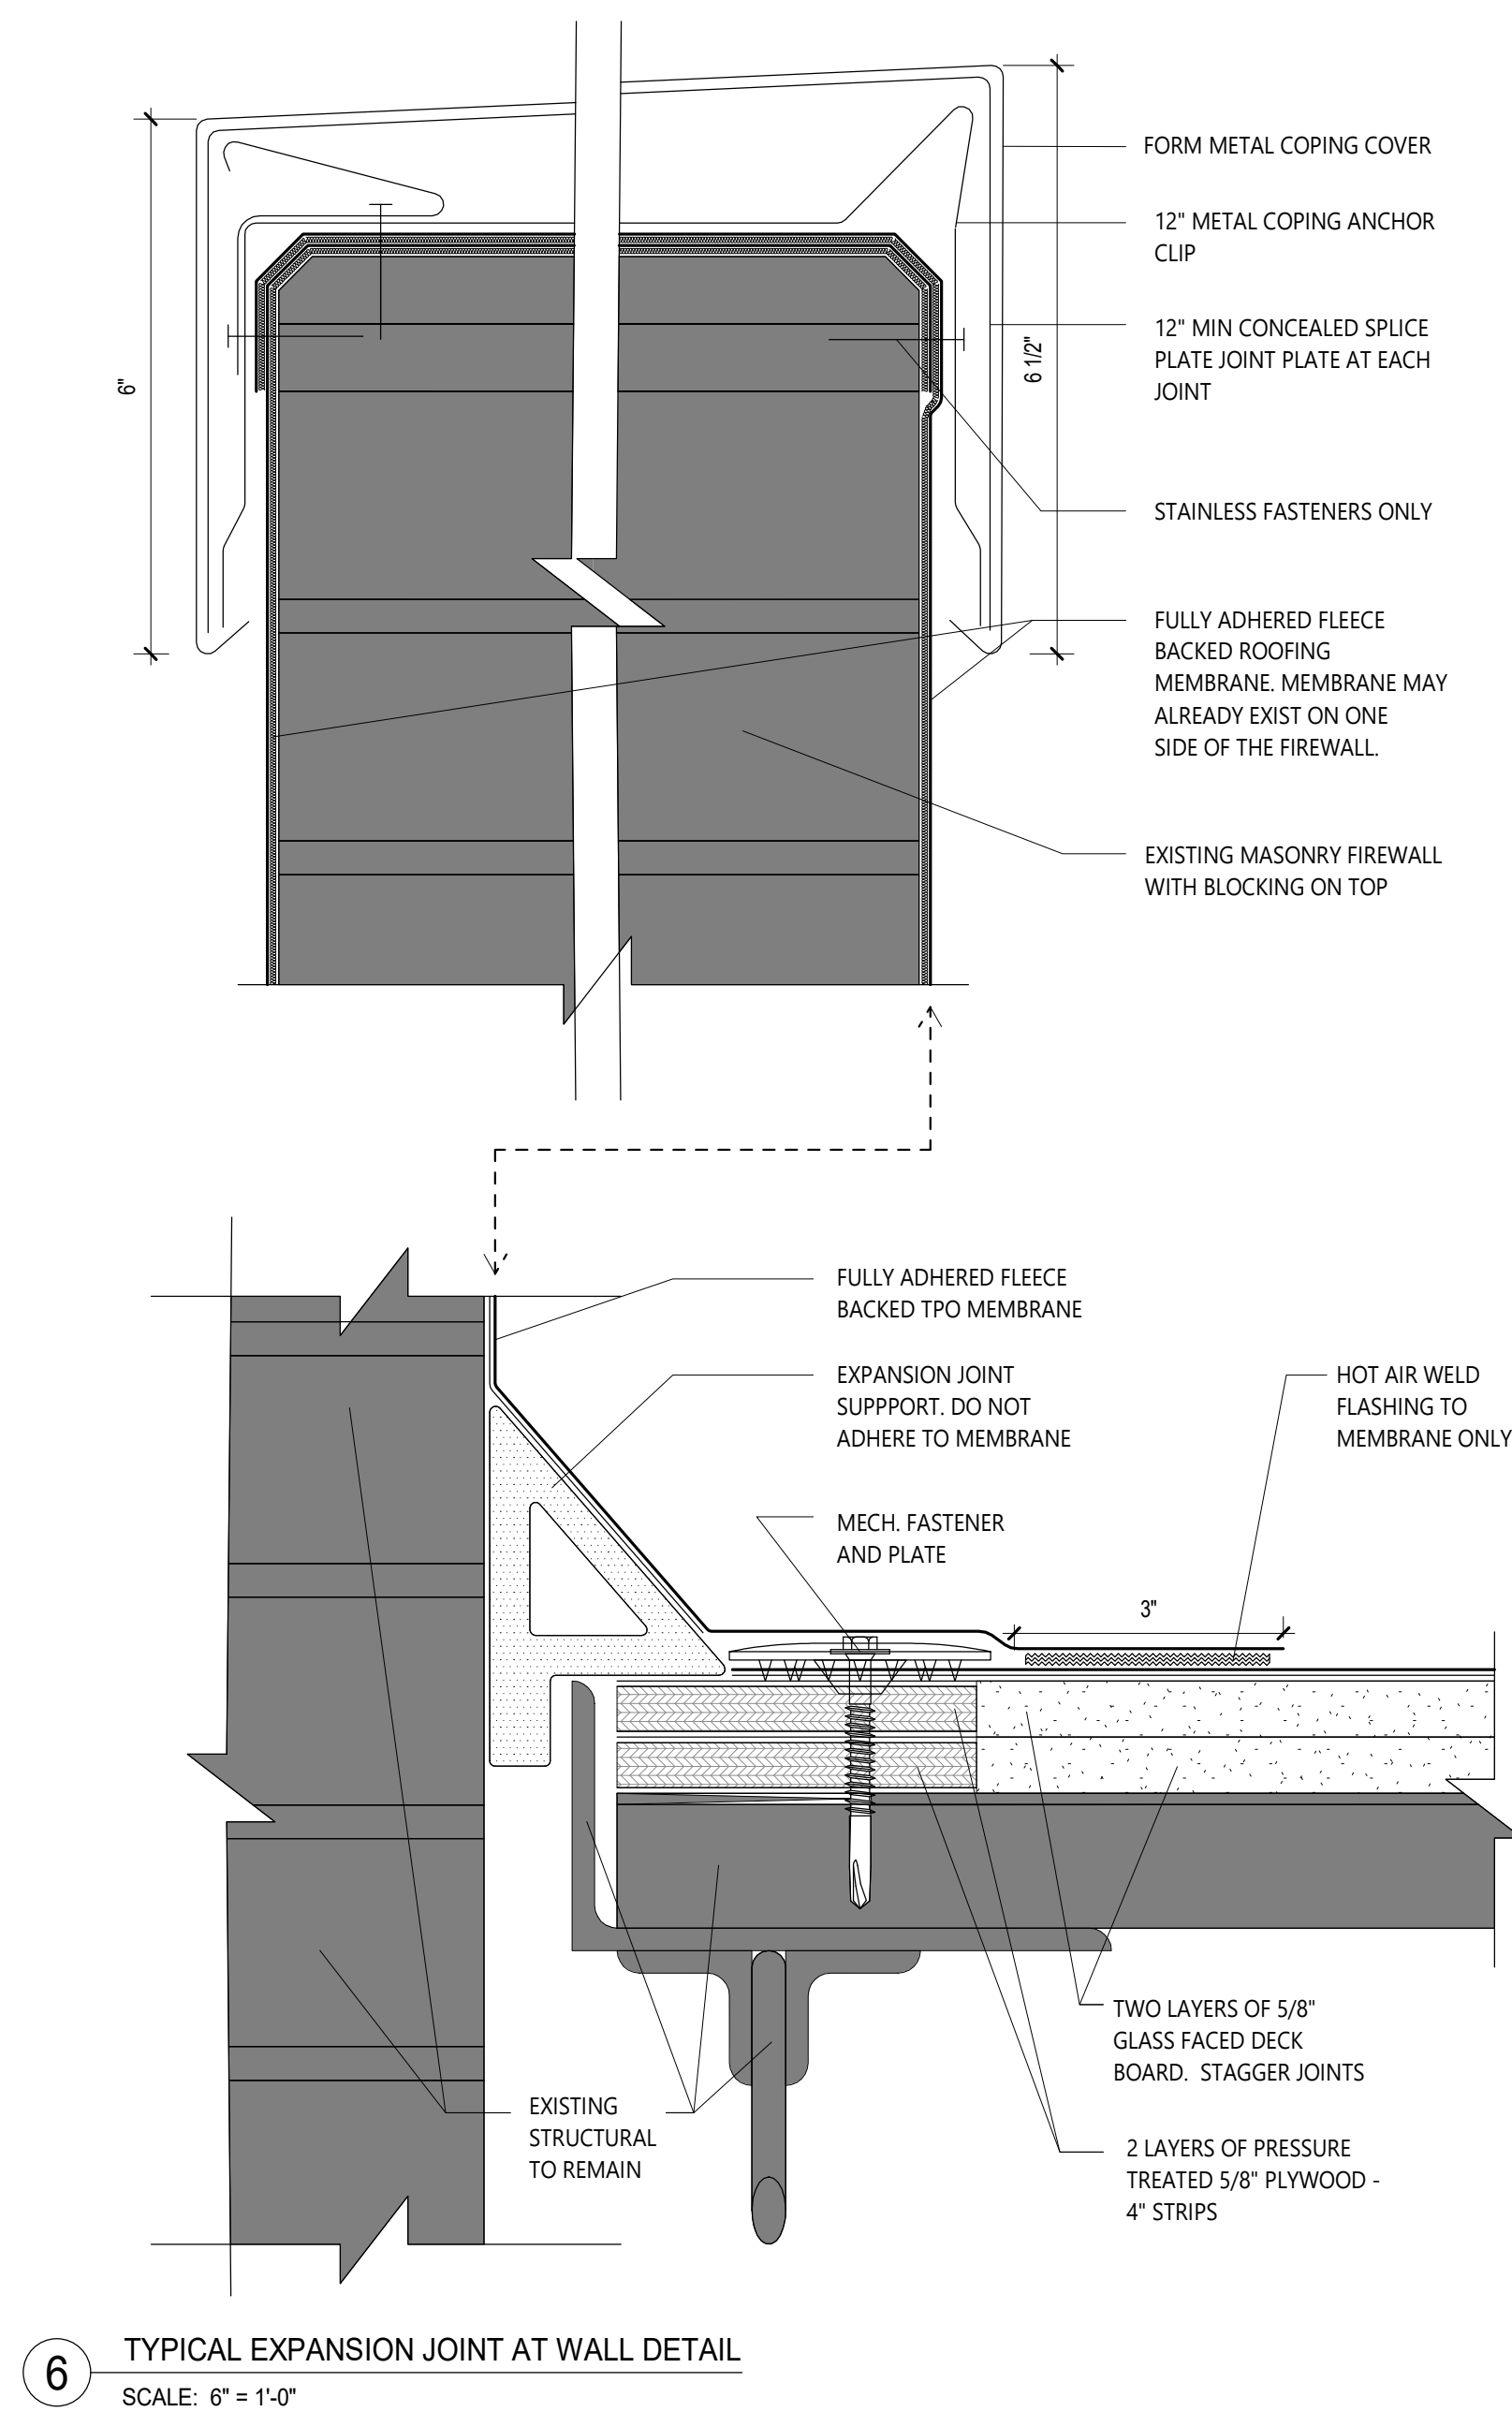 FORM METAL COPING COVER
12" METAL COPING ANCHOR
CLIP
12" MIN CONCEALED SPLICE
PLATE JOINT PLATE AT EACH
JOINT
6"
6 1/2"
STAINLESS FASTENERS ONLY
FULLY ADHERED FLEECE
BACKED ROOFING
MEMBRANE. MEMBRANE MAY
ALREADY EXIST ON ONE
SIDE OF THE FIREWALL.
EXISTING MASONRY FIREWALL
WITH BLOCKING ON TOP
FULLY ADHERED FLEECE
BACKED TPO MEMBRANE
EXPANSION JOINT
SUPPPORT. DO NOT
ADHERE TO MEMBRANE
HOT AIR WELD
FLASHING TO
MEMBRANE ONLY
MECH. FASTENER
AND PLATE
3"
TWO LAYERS OF 5/8"
GLASS FACED DECK
BOARD. STAGGER JOINTS
EXISTING
STRUCTURAL
TO REMAIN
2 LAYERS OF PRESSURE
TREATED 5/8" PLYWOOD -
4" STRIPS
6
TYPICAL EXPANSION JOINT AT WALL DETAIL
SCALE: 6" = 1'-0"